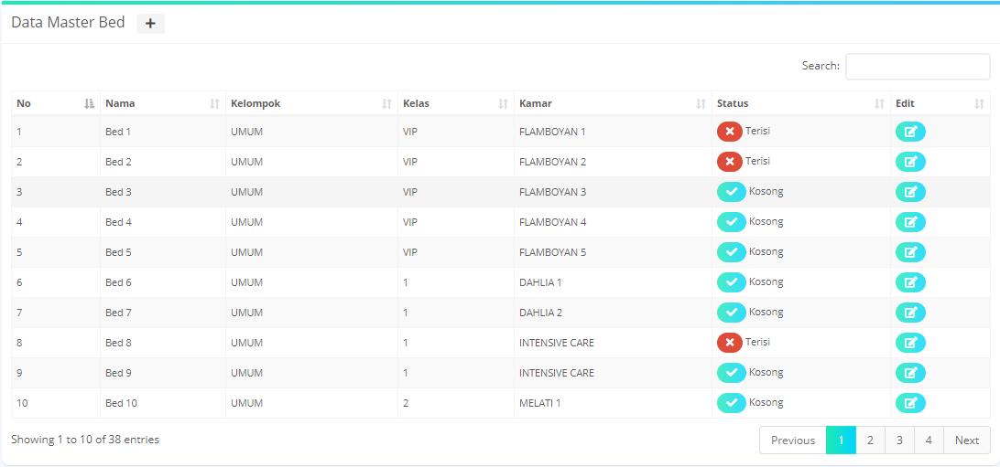 Data Master Bed
Search:
No Nama Kelompok Kelas Kamar Status Edit
1 Bed 1 UMUM VIP FLAMBOYAN 1 Terisi
2 Bed 2 UMUM VIP FLAMBOYAN 2 Terisi
3 Bed 3 UMUM VIP FLAMBOYAN 3 Kosong
4 Bed 4 UMUM VIP FLAMBOYAN 4 Kosong
5 Bed 5 UMUM VIP FLAMBOYAN 5 Kosong
6 Bed 6 UMUM 1 DAHLIA 1 Kosong
7 Bed 7 UMUM 1 DAHLIA 2 Kosong
8 Bed 8 UMUM 1 INTENSIVE CARE Terisi
9 Bed 9 UMUM 1 INTENSIVE CARE Kosong
10 Bed 10 UMUM 2 MELATI 1 Kosong
Showing 1 to 10 of 38 entries Previous 1 2 3 4 Next